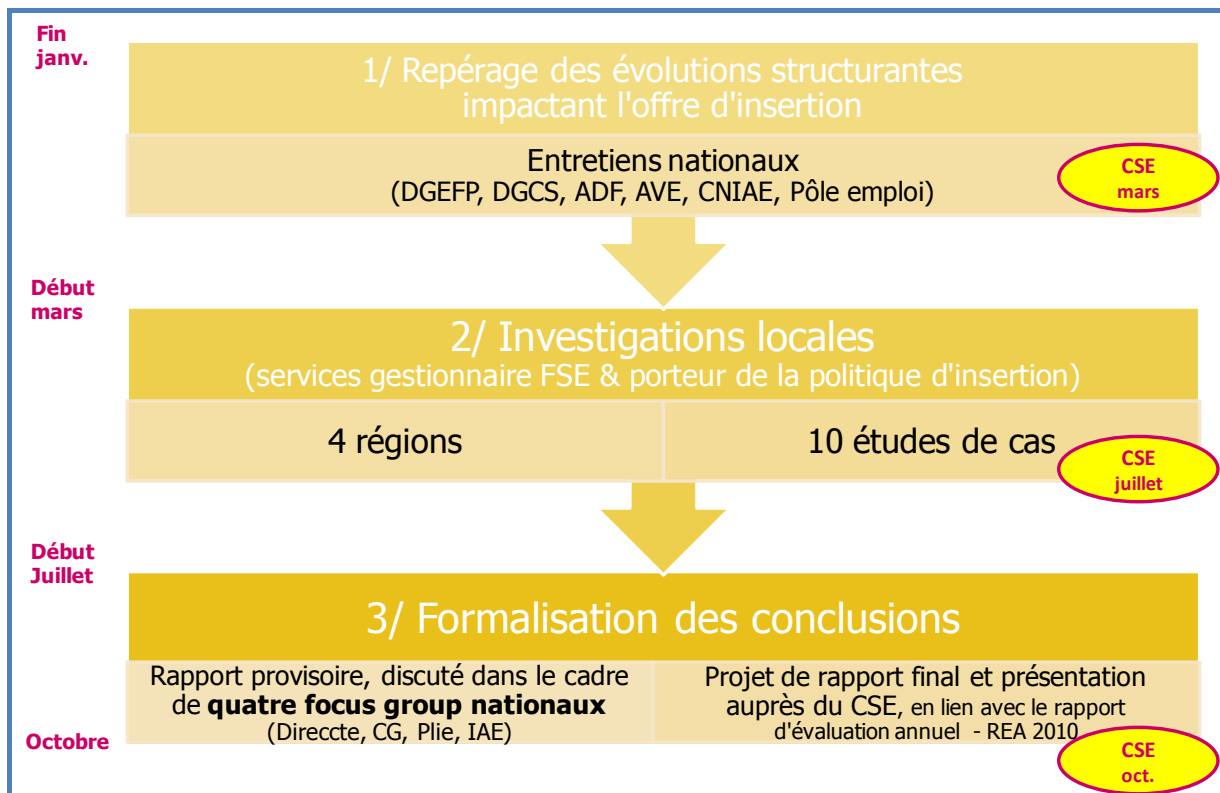 Fin
janv.
1/ Repérage des évolutions structurantes
impactant l'offre d'insertion
Entretiens nationaux
(DGEFP, DGCS, ADF, AVE, CNIAE, Pôle emploi)
CSE
mars
Début
mars
2/ Investigations locales
(services gestionnaire FSE & porteur de la politique d'insertion)
4 régions
10 études de cas
CSE
juillet
Début
Juillet
3/ Formalisation des conclusions
Rapport provisoire, discuté dans le cadre
de quatre focus group nationaux
(Direccte, CG, Plie, IAE)
Projet de rapport final et présentation
auprès du CSE, en lien avec le rapport
d'évaluation annuel - REA 2010
Octobre
CSE
oct.